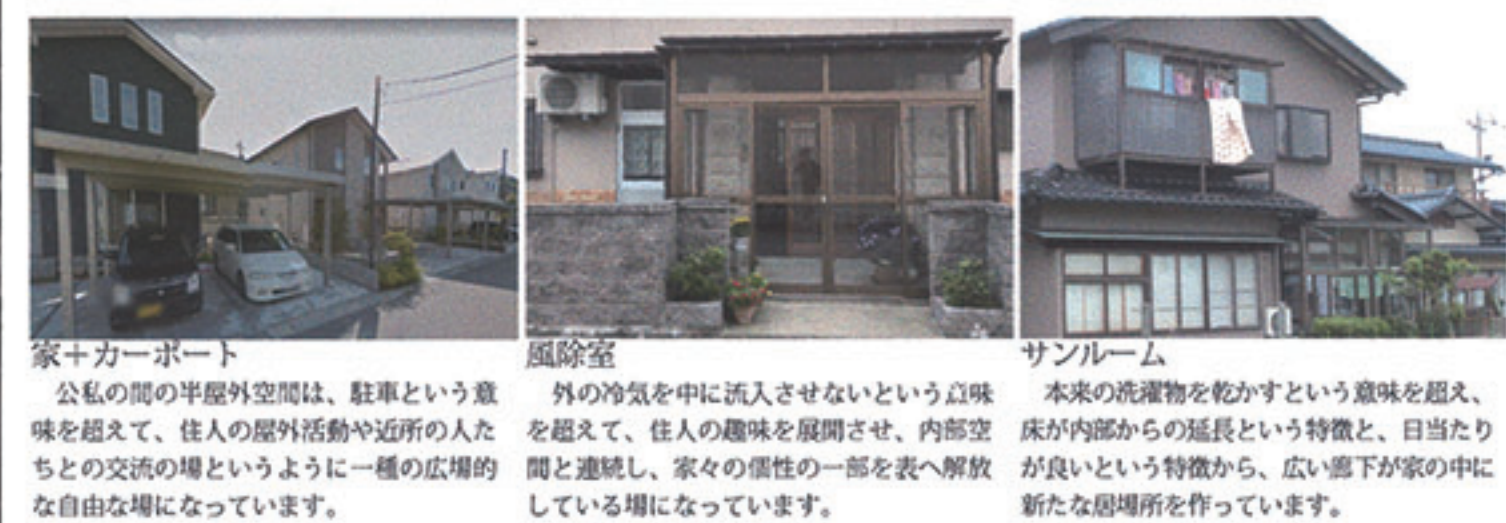 家＋カーポート
　公私の間の半屋外空間は、駐車という意
味を超えて、住人の屋外活動や近所の人た
ちとの交流の場というように一種の広場的
な自由な場になっています。
風除室
　外の冷気を中に流入させないという意味
を超えて、住人の趣味を展開させ、内部空
間と連続し、家々の個性の一部を表へ解放
している場になっています。
サンルーム
　本来の洗濯物を乾かすという意味を超え、
床が内部からの延長という特徴と、日当たり
が良いという特徴から、広い廊下が家の中に
新たな居場所を作っています。